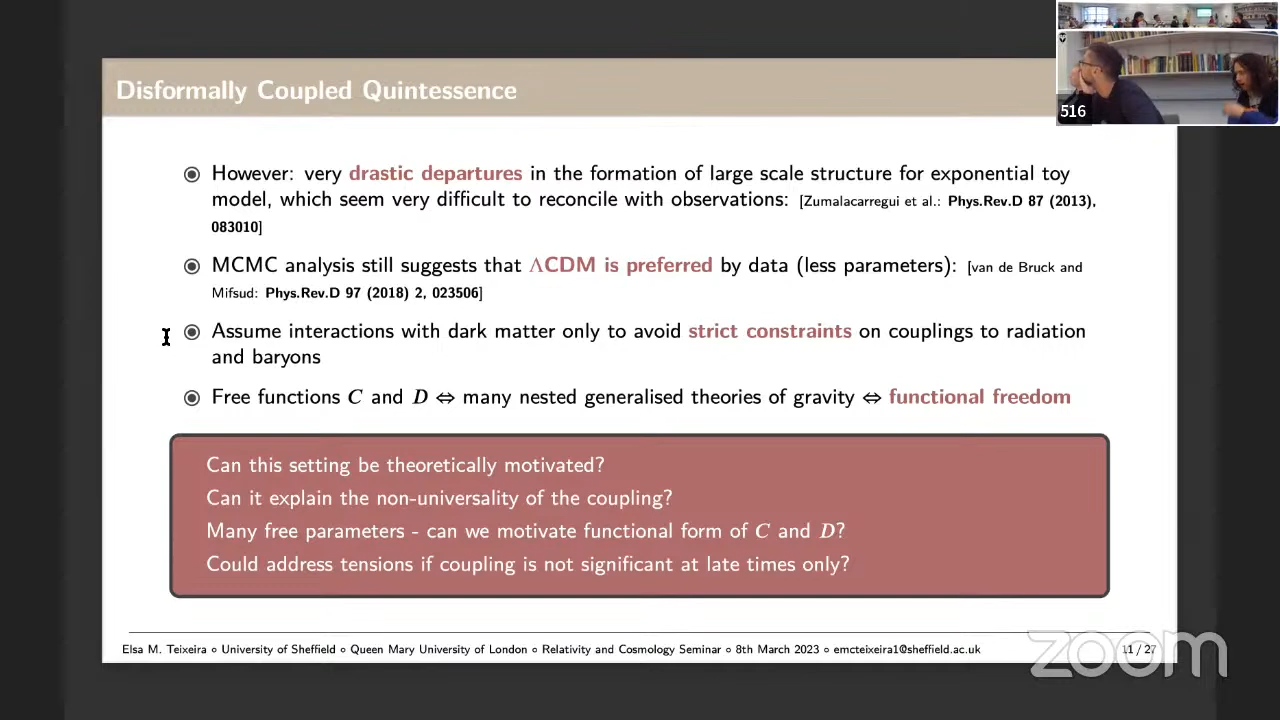 Disformally Coupled Quintessence
516
However: very drastic departures in the formation of large scale structure for exponential toy
model, which seem very difficult to reconcile with observations: [Zumalacarregui et al.: Phys.Rev.D 87 (2013),
083010]
MCMC analysis still suggests that ΛCDM is preferred by data (less parameters): [van de Bruck and
Mifsud: Phys.Rev.D 97 (2018) 2, 023506]
Assume interactions with dark matter only to avoid strict constraints on couplings to radiation
and baryons
Free functions C and D ⇔ many nested generalised theories of gravity ⇔ functional freedom
Can this setting be theoretically motivated?
Can it explain the non-universality of the coupling?
Many free parameters - can we motivate functional form of C and D?
Could address tensions if coupling is not significant at late times only?
Elsa M. Teixeira ∘ University of Sheffield ∘ Queen Mary University of London ∘ Relativity and Cosmology Seminar ∘ 8th March 2023 ∘ emcteixeira1@sheffield.ac.uk
11 / 27
zoom